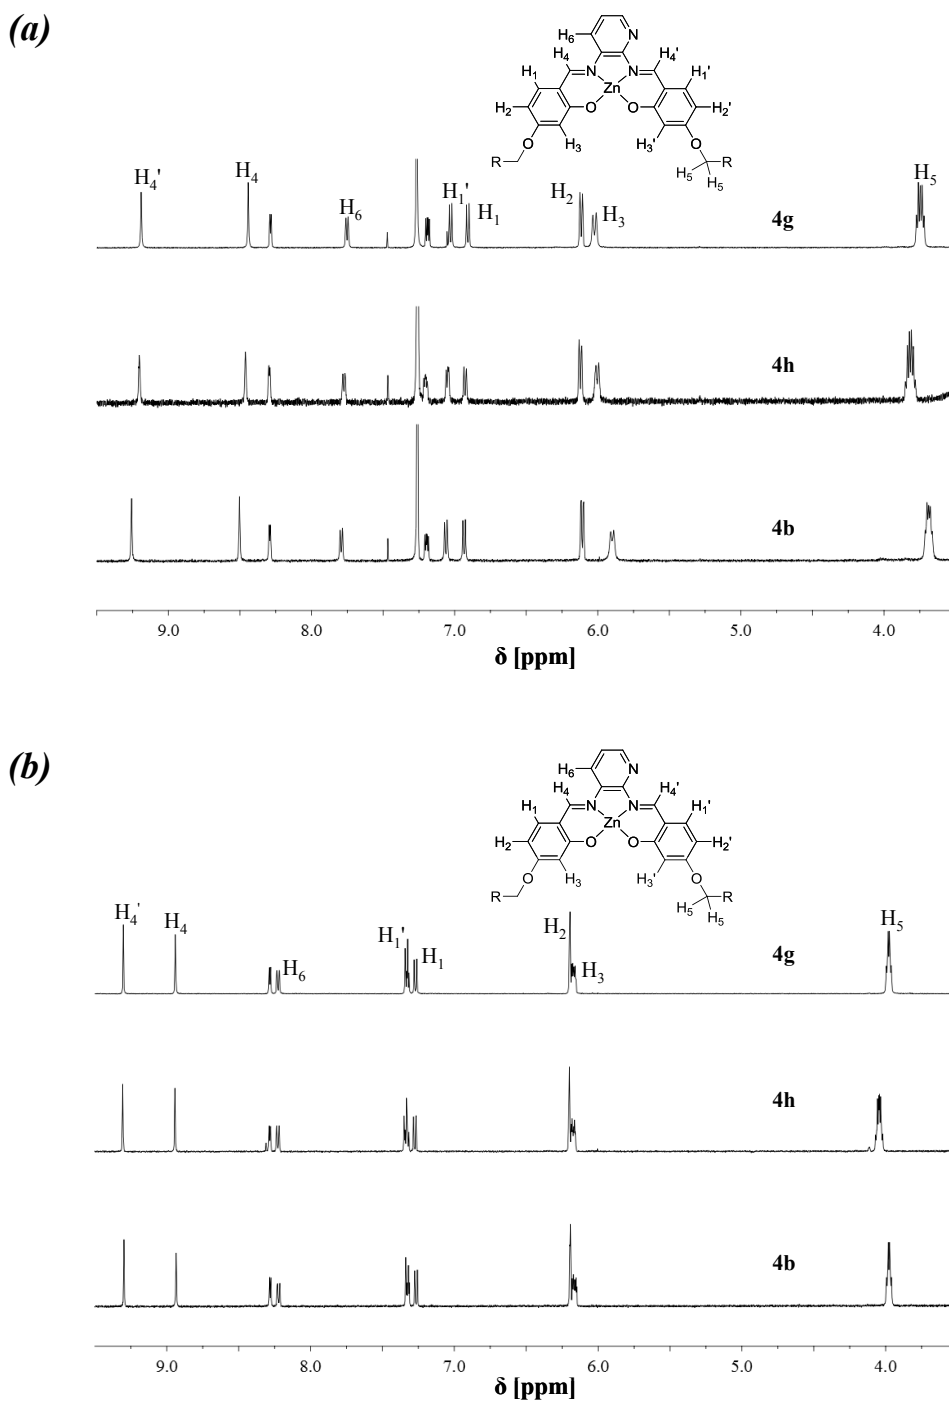 (a)
H6
N
H4
H4'
H1
N
N
H1'
Zn
H2
O
O
H2'
H3
H3'
O
O
R
R
H5
H5
H4'
H4
H6
H1'
H1
H2
H3
H5
4g
4h
4b
9.0 8.0 7.0 6.0 5.0 4.0
δ [ppm]
(b)
H6
N
H4
H4'
H1
N
N
H1'
Zn
H2
O
O
H2'
H3
H3'
O
O
R
R
H5
H5
H4'
H4
H6
H1'
H1
H2
H3
H5
4g
4h
4b
9.0 8.0 7.0 6.0 5.0 4.0
δ [ppm]